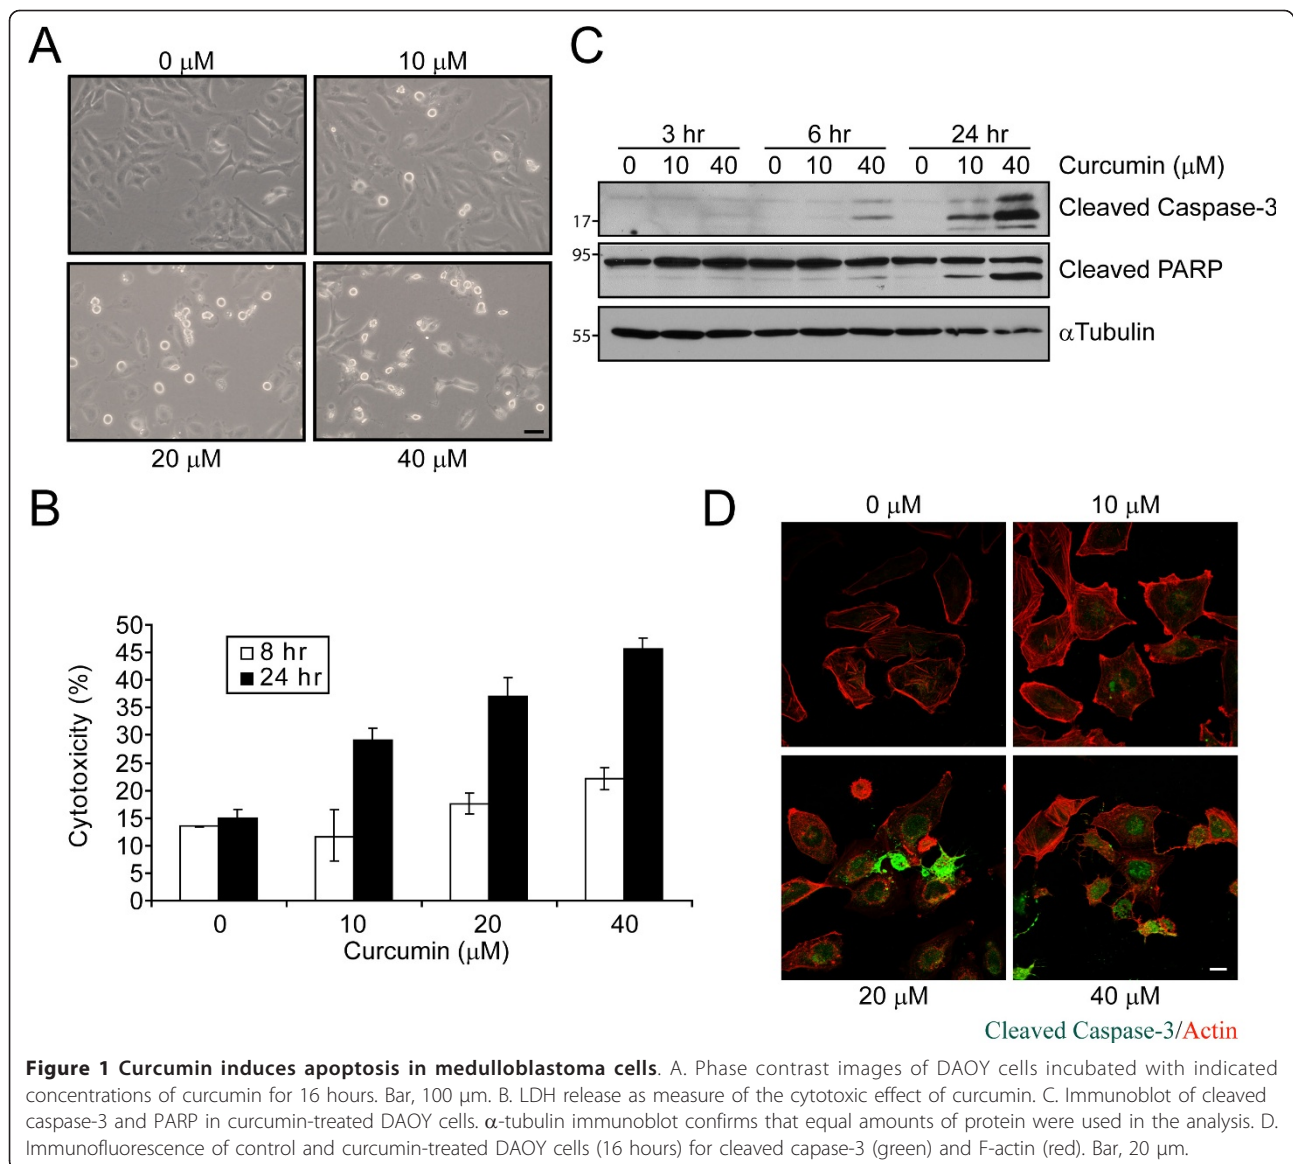 A
0 μM
10 μM
20 μM
40 μM
B
50
45
40
35
30
25
20
15
10
5
0
Cytotoxicity (%)
8 hr
24 hr
0
10
20
40
Curcumin (μM)
C
3 hr
6 hr
24 hr
0 10 40 0 10 40 0 10 40 Curcumin (μM)
17
Cleaved Caspase-3
95
Cleaved PARP
55
αTubulin
D
0 μM
10 μM
20 μM
40 μM
Cleaved Caspase-3/Actin
Figure 1 Curcumin induces apoptosis in medulloblastoma cells. A. Phase contrast images of DAOY cells incubated with indicated
concentrations of curcumin for 16 hours. Bar, 100 μm. B. LDH release as measure of the cytotoxic effect of curcumin. C. Immunoblot of cleaved
caspase-3 and PARP in curcumin-treated DAOY cells. α-tubulin immunoblot confirms that equal amounts of protein were used in the analysis. D.
Immunofluorescence of control and curcumin-treated DAOY cells (16 hours) for cleaved capase-3 (green) and F-actin (red). Bar, 20 μm.